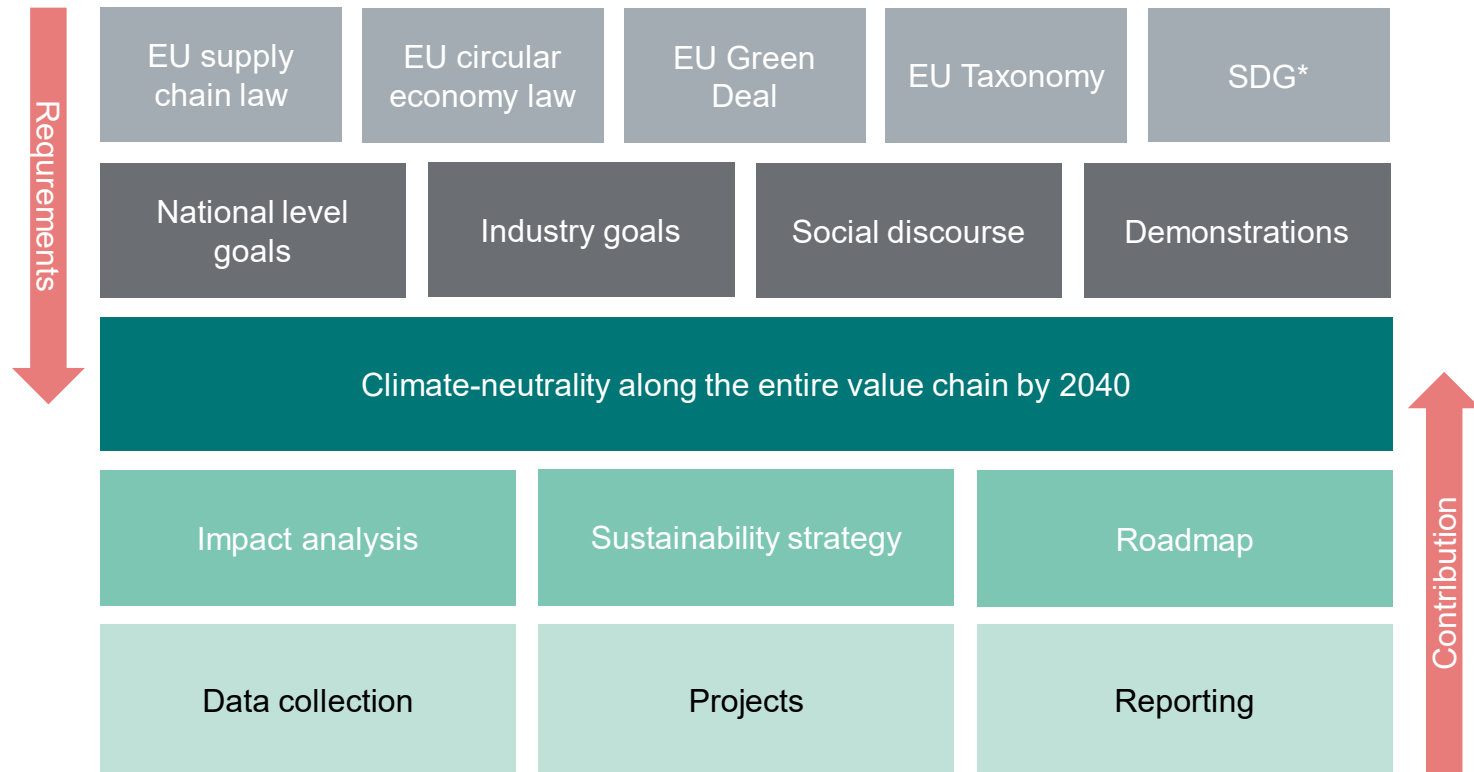 Requrements
EU supply
chain law
EU circular
economy law
EU Green
Deal
EU Taxonomy
SDG*
National level
goals
Industry goals
Social discourse
Demonstrations
Climate-neutrality along the entire value chain by 2040
Impact analysis
Sustainability strategy
Roadmap
Data collection
Projects
Reporting
Contribution